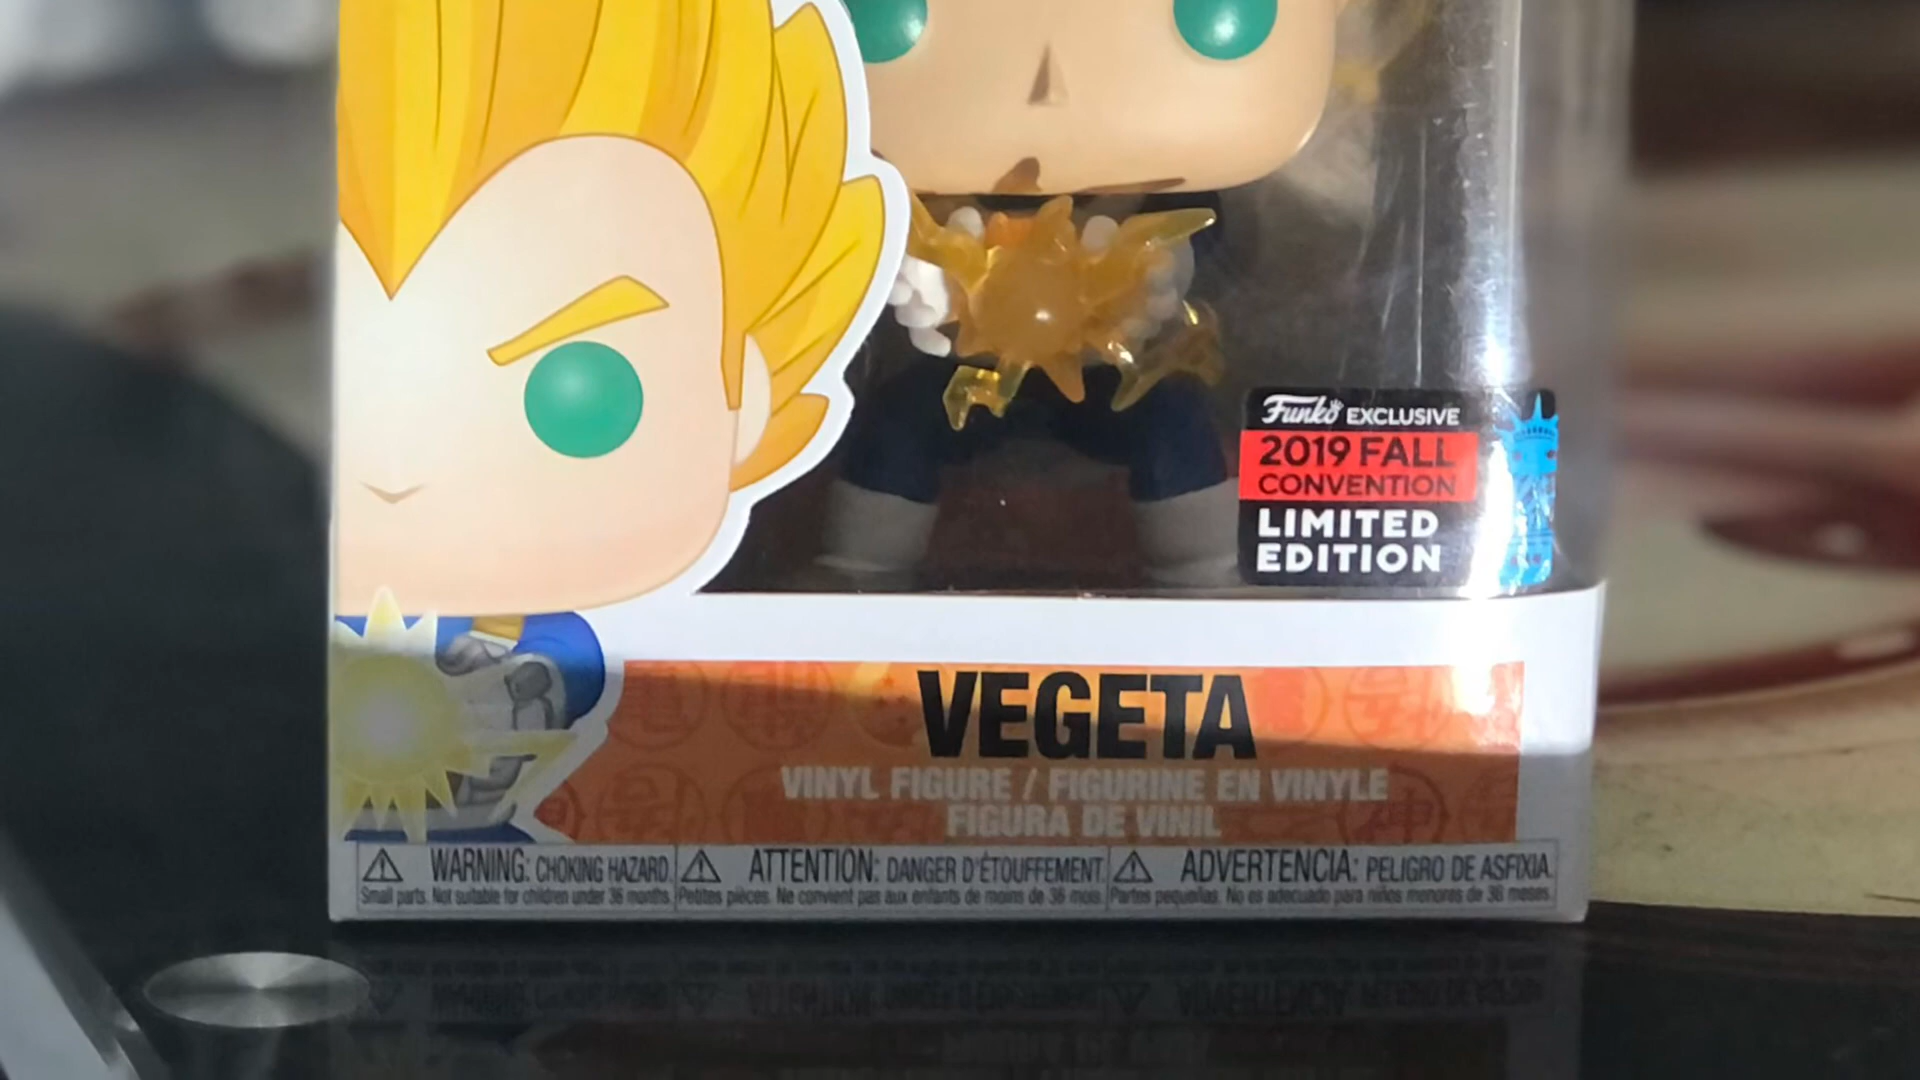 Funko EXCLUSIVE
2019 FALL
CONVENTION
LIMITED
EDITION
VEGETA
VINYL FIGURE / FIGURINE EN VINYLE
FIGURA DE VINIL
WARNING: CHOKING HAZARD.
Small parts. Not suitable for children under 36 months.
ATTENTION: DANGER D'ÉTOUFFEMENT.
Petites pièces. Ne convient pas aux enfants de moins de 36 mois.
ADVERTENCIA: PELIGRO DE ASFIXIA.
Partes pequeñas. No es adecuado para niños menores de 36 meses.